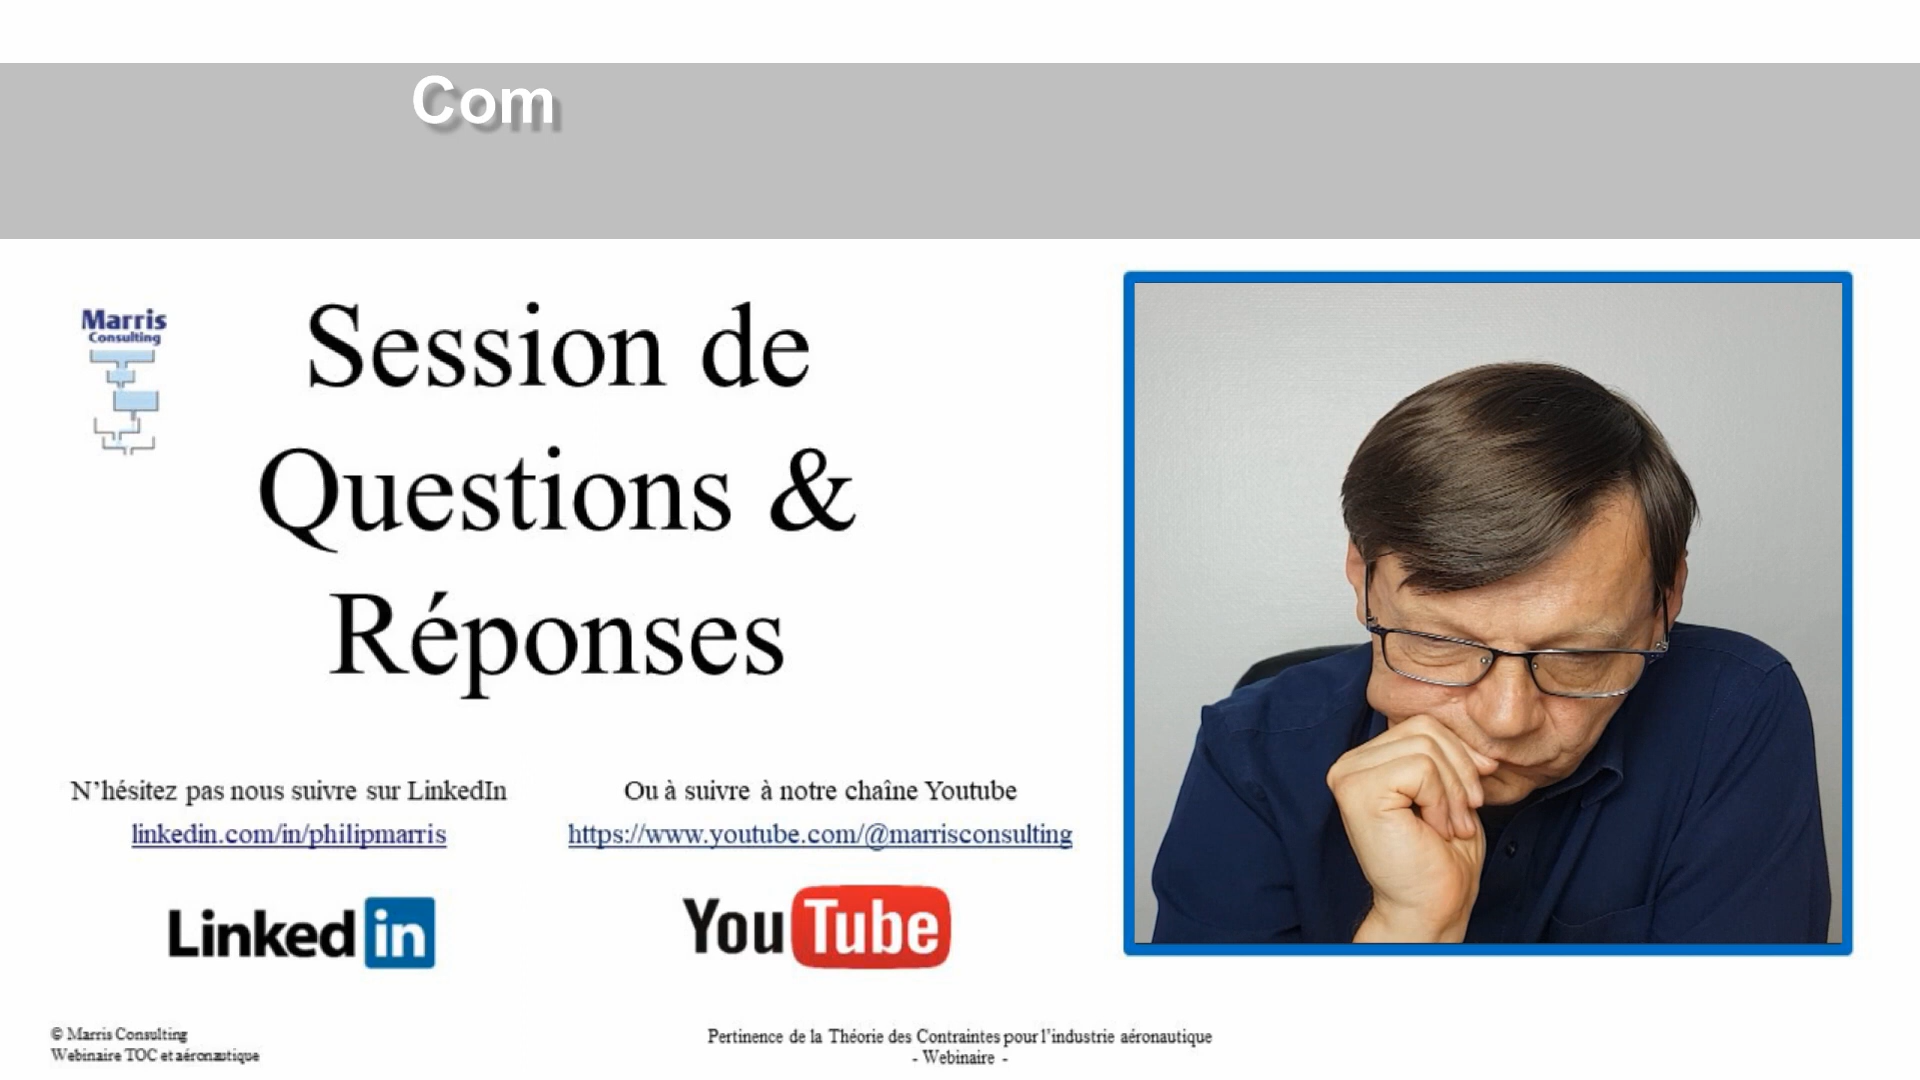 Com
Marris
Consulting
Session de
Questions &
Réponses
N’hésitez pas nous suivre sur LinkedIn
linkedin.com/in/philipmarris
Ou à suivre à notre chaîne Youtube
https://www.youtube.com/@marrisconsulting
Linked in
You Tube
© Marris Consulting
Webinaire TOC et aéronautique
Pertinence de la Théorie des Contraintes pour l’industrie aéronautique
- Webinaire -